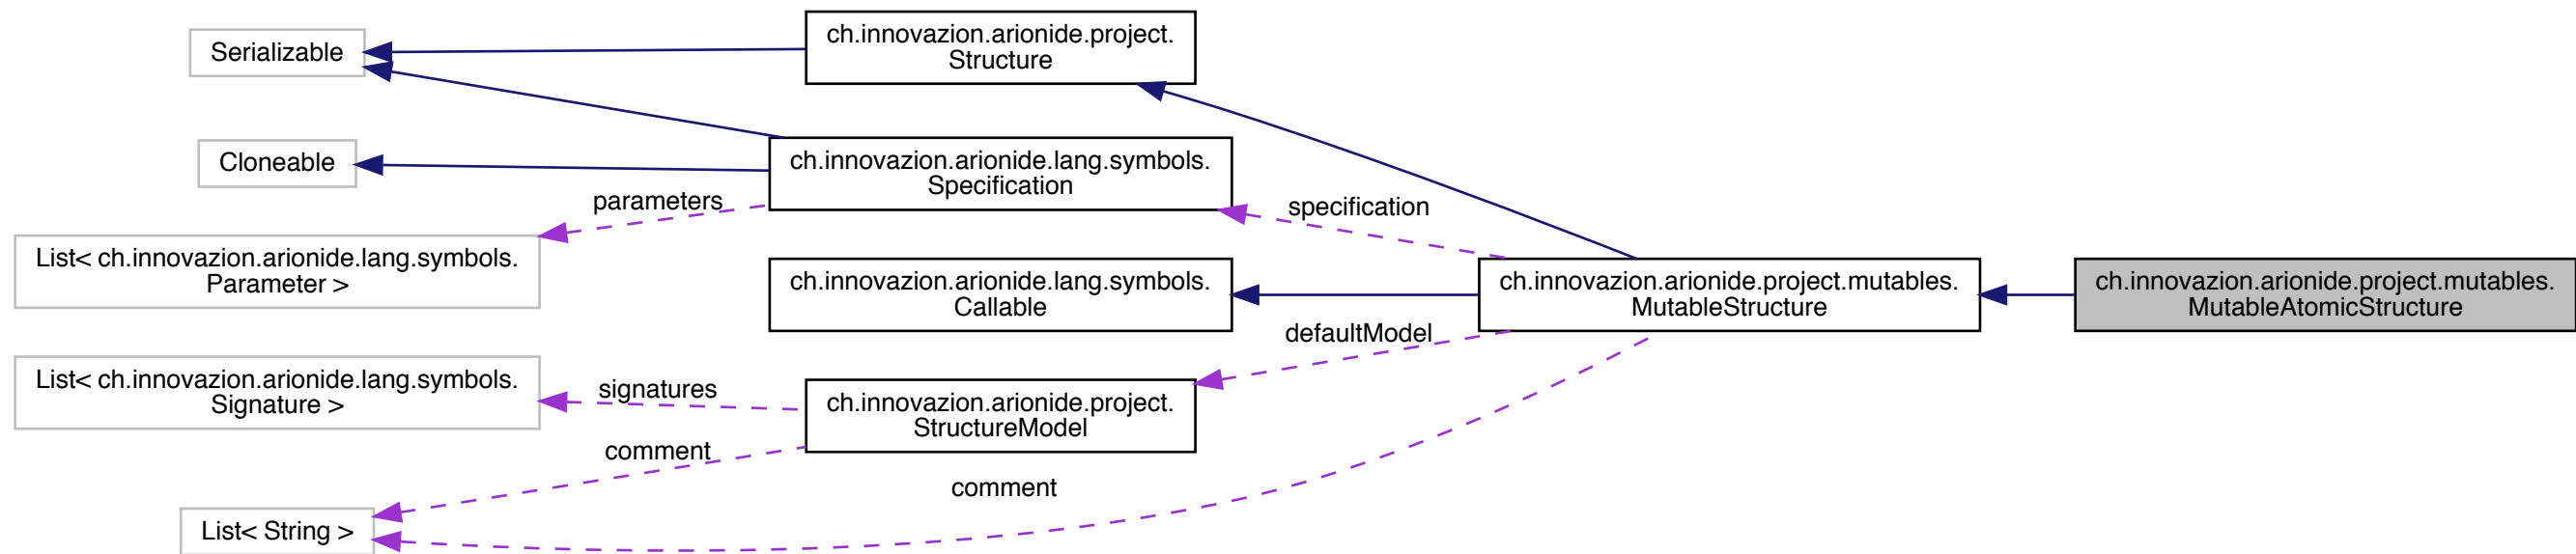 Serializable
ch.innovazion.arionide.project.
Structure
Cloneable
ch.innovazion.arionide.lang.symbols.
Specification
parameters
specification
List< ch.innovazion.arionide.lang.symbols.
Parameter >
ch.innovazion.arionide.lang.symbols.
Callable
ch.innovazion.arionide.project.mutables.
MutableStructure
ch.innovazion.arionide.project.mutables.
MutableAtomicStructure
defaultModel
List< ch.innovazion.arionide.lang.symbols.
Signature >
signatures
ch.innovazion.arionide.project.
StructureModel
comment
comment
List< String >